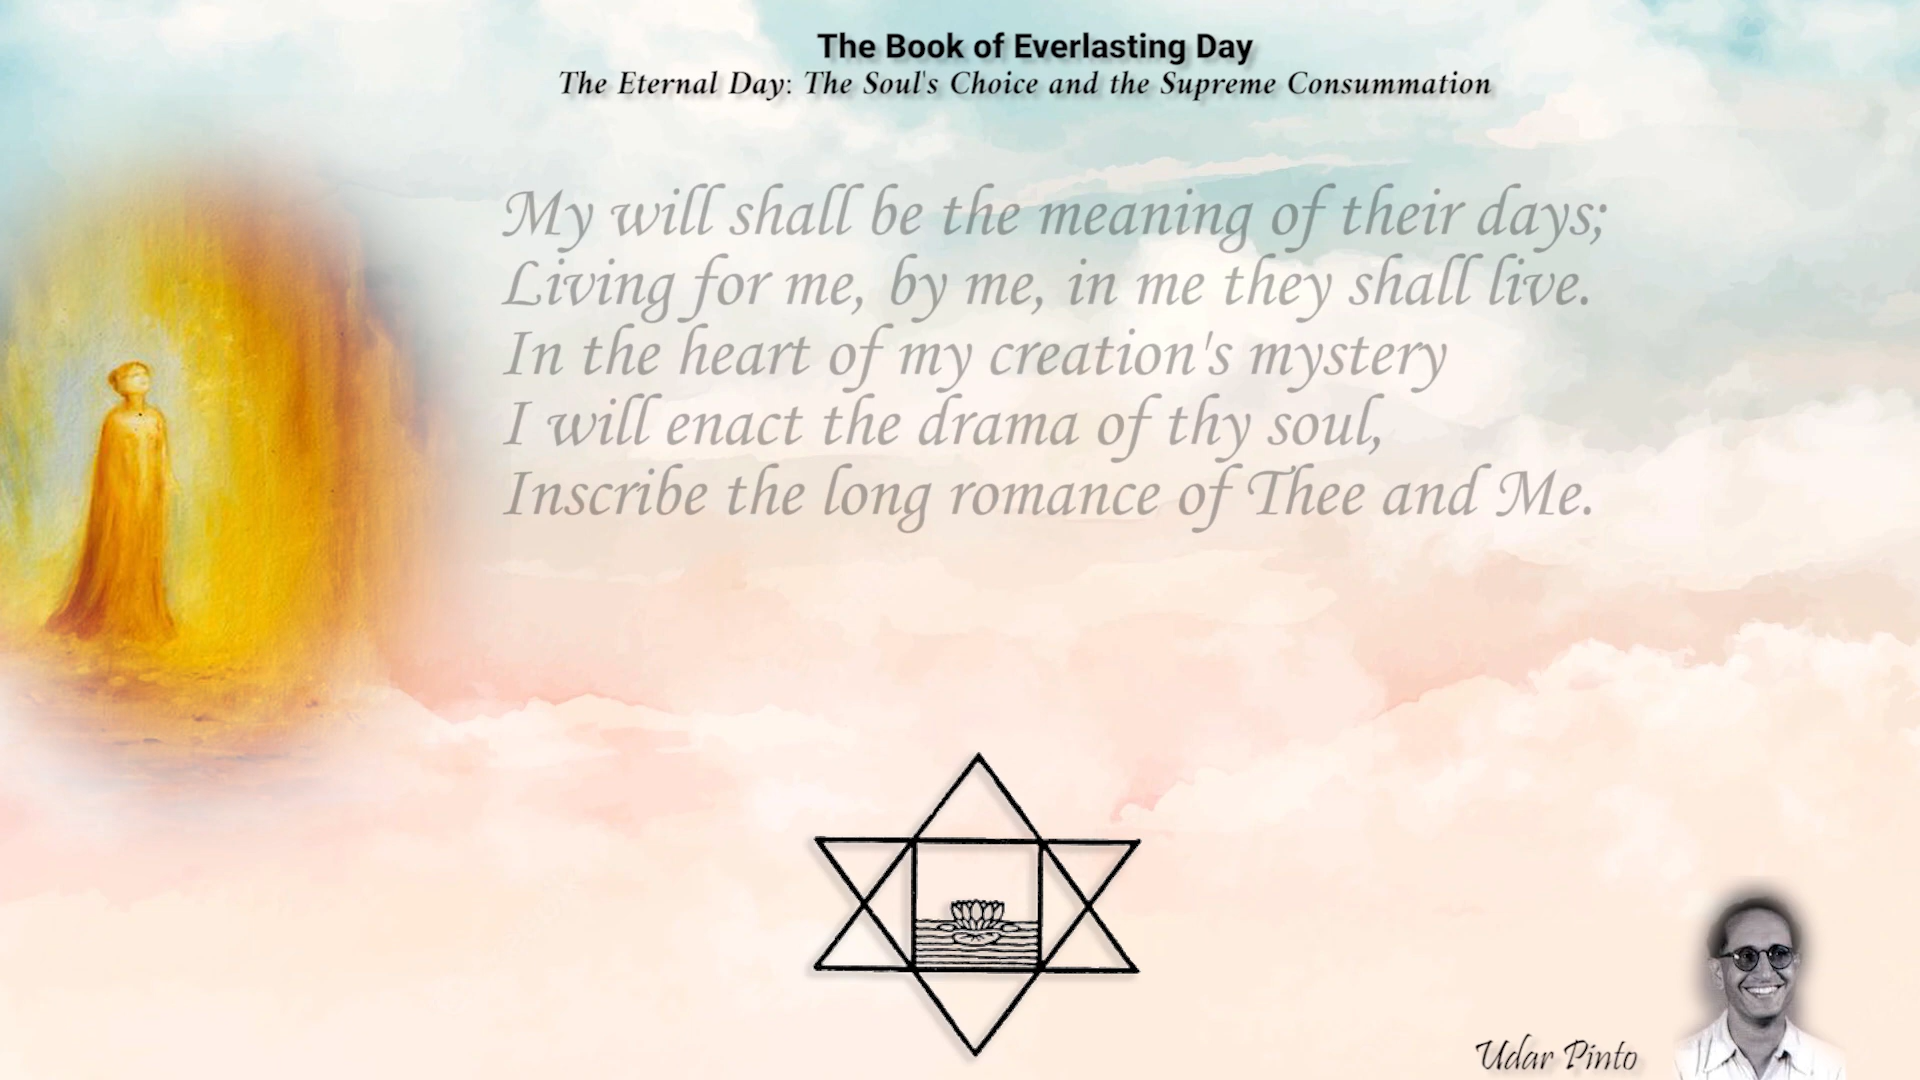 The Book of Everlasting Day
The Eternal Day: The Soul's Choice and the Supreme Consummation
My will shall be the meaning of their days;
Living for me, by me, in me they shall live.
In the heart of my creation's mystery
I will enact the drama of thy soul,
Inscribe the long romance of Thee and Me.
Udar Pinto